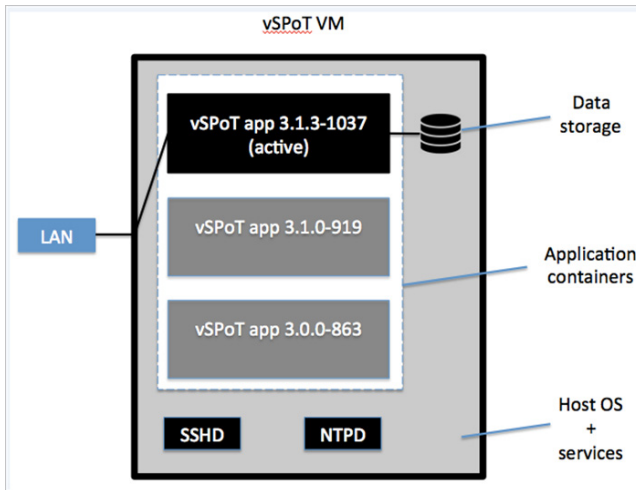 vSPoT VM
vSPoT app 3.1.3-1037
(active)
Data
storage
vSPoT app 3.1.0-919
LAN
Application
containers
vSPoT app 3.0.0-863
Host OS
+
services
SSHD
NTPD